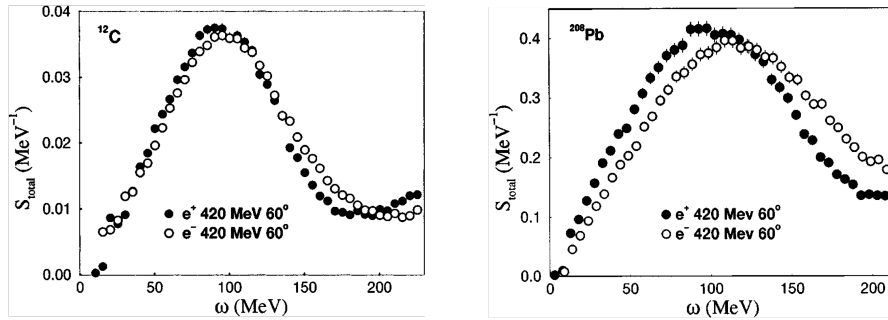 0.04
0.03
0.02
0.01
0.00
S_total (MeV⁻¹)
¹²C
● e⁺ 420 MeV 60°
○ e⁻ 420 MeV 60°
0 50 100 150 200
ω (MeV)
0.4
0.3
0.2
0.1
0.0
S_total (MeV⁻¹)
²⁰⁸Pb
● e⁺ 420 MeV 60°
○ e⁻ 420 Mev 60°
0 50 100 150 200
ω (MeV)